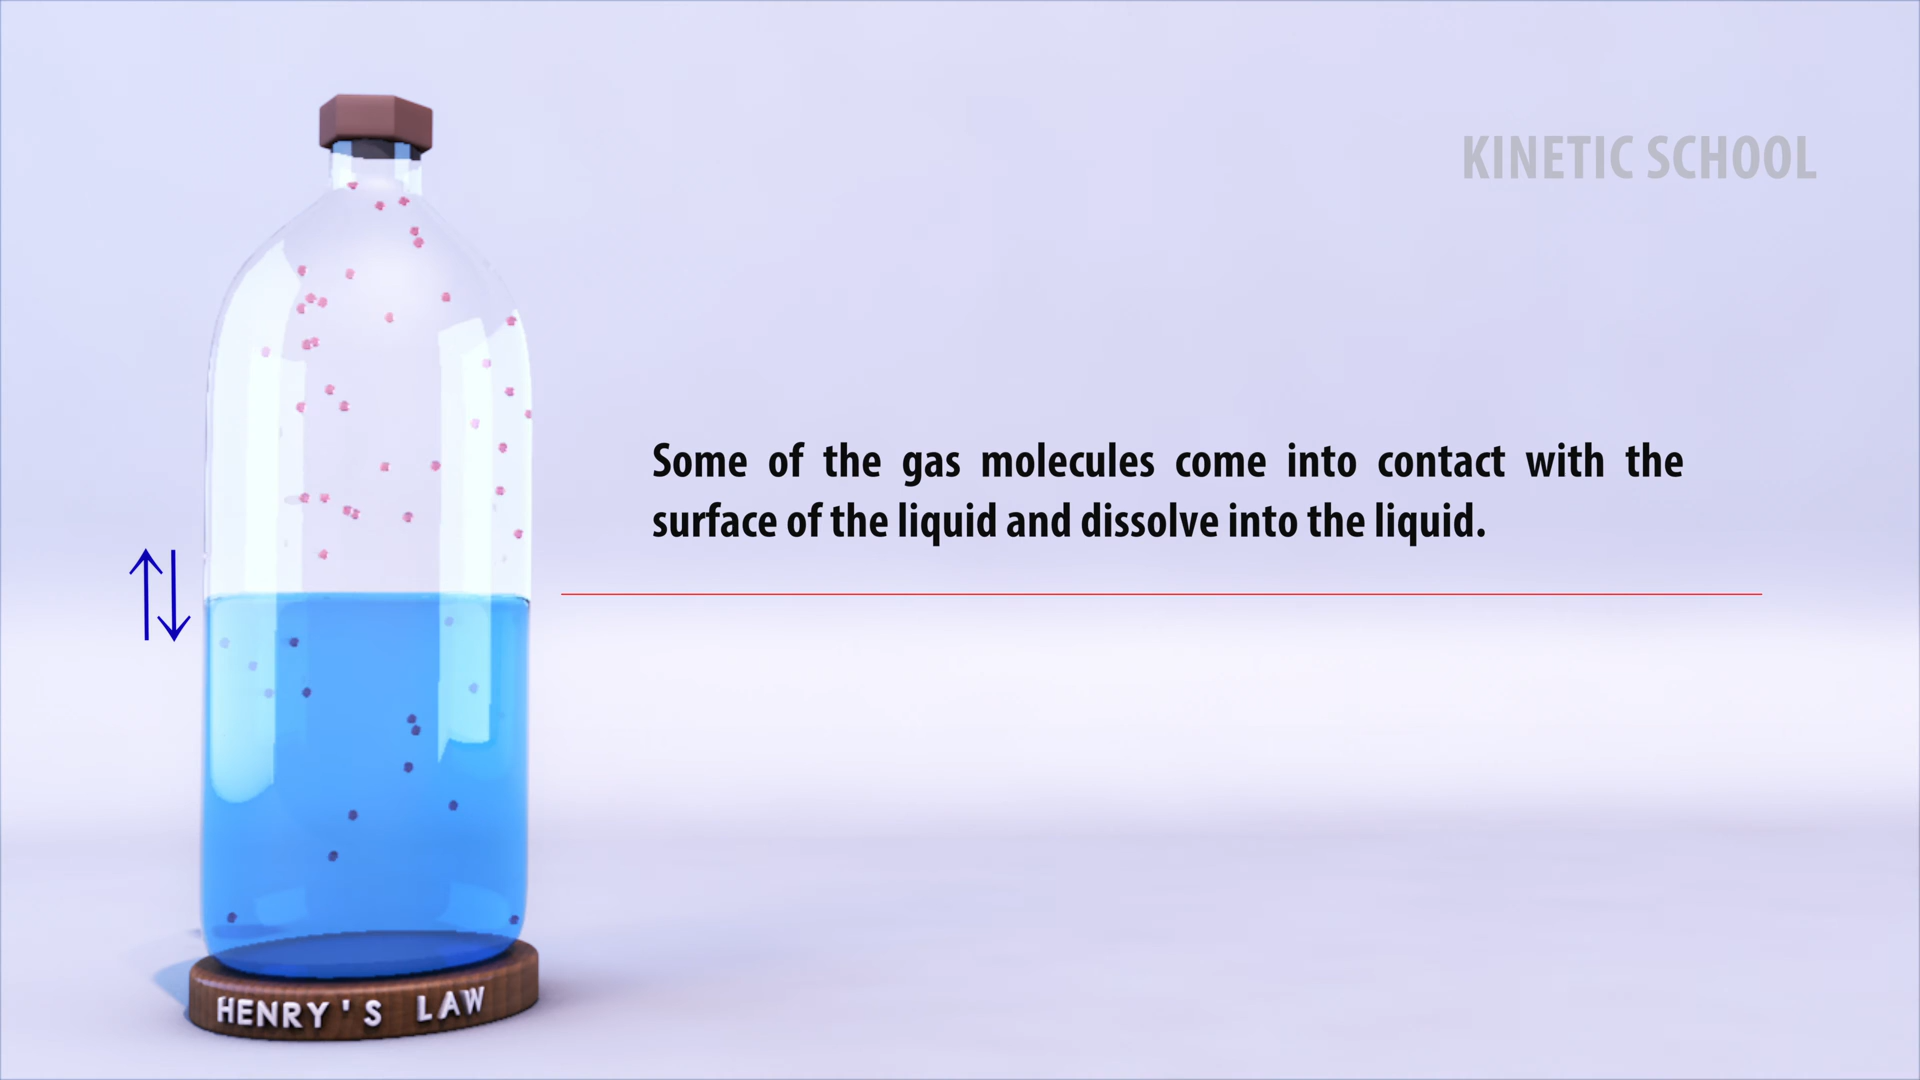 KINETIC SCHOOL
Some of the gas molecules come into contact with the
surface of the liquid and dissolve into the liquid.
HENRY'S LAW